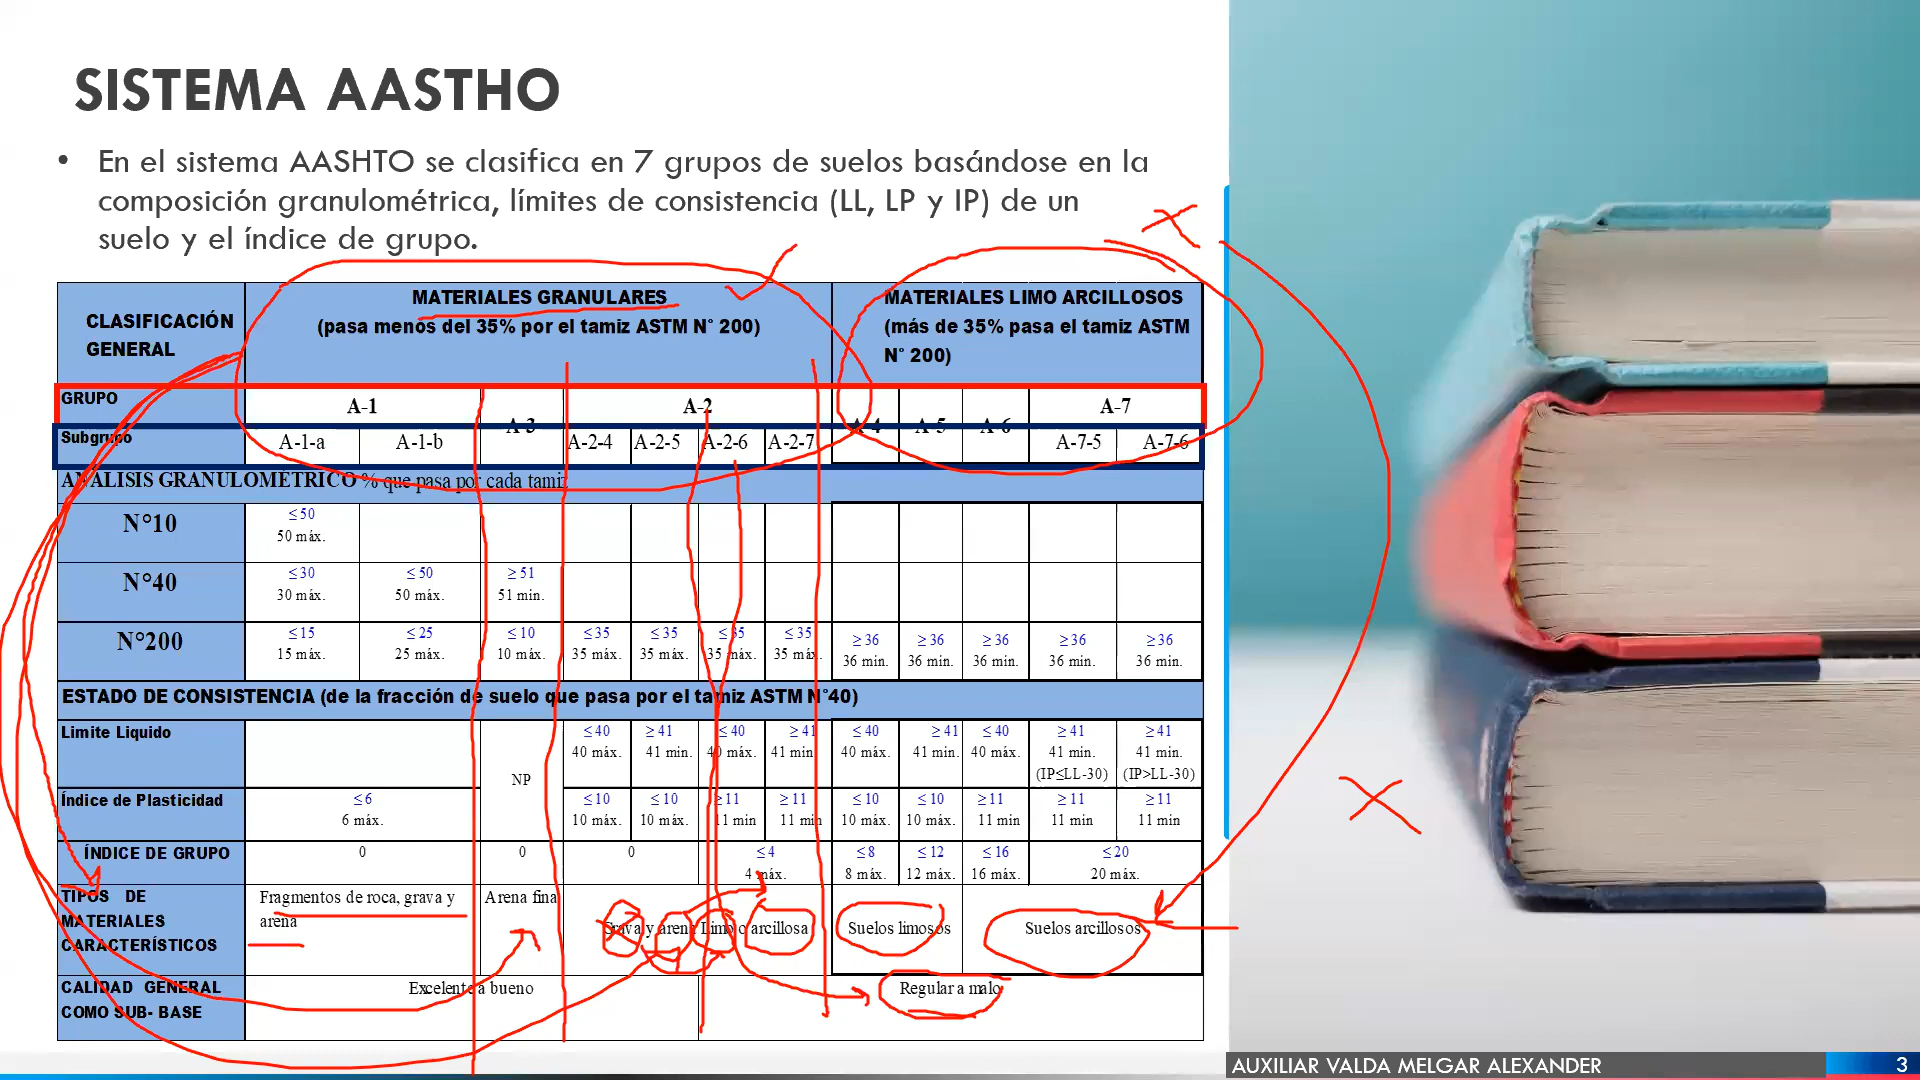 SISTEMA AASTHO
• En el sistema AASHTO se clasifica en 7 grupos de suelos basándose en la
composición granulométrica, límites de consistencia (LL, LP y IP) de un
suelo y el índice de grupo.
CLASIFICACIÓN
GENERAL
MATERIALES GRANULARES
(pasa menos del 35% por el tamiz ASTM N° 200)
MATERIALES LIMO ARCILLOSOS
(más de 35% pasa el tamiz ASTM
N° 200)
GRUPO
A-1
A-3
A-2
A-4
A-5
A-6
A-7
Subgrupo
A-1-a
A-1-b
A-2-4
A-2-5
A-2-6
A-2-7
A-7-5
A-7-6
ANÁLISIS GRANULOMÉTRICO % que pasa por cada tamiz
N°10
≤ 50
50 máx.
N°40
≤ 30
30 máx.
≤ 50
50 máx.
≥ 51
51 min.
N°200
≤ 15
15 máx.
≤ 25
25 máx.
≤ 10
10 máx.
≤ 35
35 máx.
≤ 35
35 máx.
≤ 35
35 máx.
≤ 35
35 máx.
≥ 36
36 min.
≥ 36
36 min.
≥ 36
36 min.
≥ 36
36 min.
≥ 36
36 min.
ESTADO DE CONSISTENCIA (de la fracción de suelo que pasa por el tamiz ASTM N°40)
Limite Liquido
NP
≤ 40
40 máx.
≥ 41
41 min.
≤ 40
40 máx.
≥ 41
41 min.
≤ 40
40 máx.
≥ 41
41 min.
≤ 40
40 máx.
≥ 41
41 min.
(IP≤LL-30)
≥ 41
41 min.
(IP>LL-30)
Índice de Plasticidad
≤ 6
6 máx.
≤ 10
10 máx.
≤ 10
10 máx.
≥ 11
11 min
≥ 11
11 min
≤ 10
10 máx.
≤ 10
10 máx.
≥ 11
11 min
≥ 11
11 min
≥ 11
11 min
ÍNDICE DE GRUPO
0
0
0
≤ 4
4 máx.
≤ 8
8 máx.
≤ 12
12 máx.
≤ 16
16 máx.
≤ 20
20 máx.
TIPOS DE
MATERIALES
CARACTERÍSTICOS
Fragmentos de roca, grava y
arena
Arena fina
Grava y arena Limo o arcillosa
Suelos limosos
Suelos arcillosos
CALIDAD GENERAL
COMO SUB- BASE
Excelente a bueno
Regular a malo
AUXILIAR VALDA MELGAR ALEXANDER
3